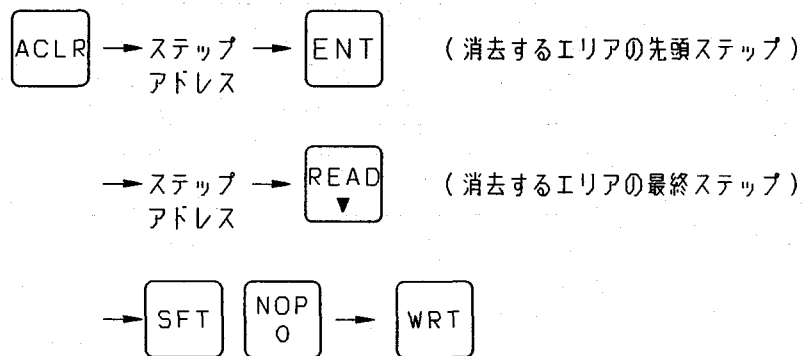 ACLR → ステップ アドレス → ENT (消去するエリアの先頭ステップ)
→ ステップ アドレス → READ ▼ (消去するエリアの最終ステップ)
→ SFT NOP 0 → WRT